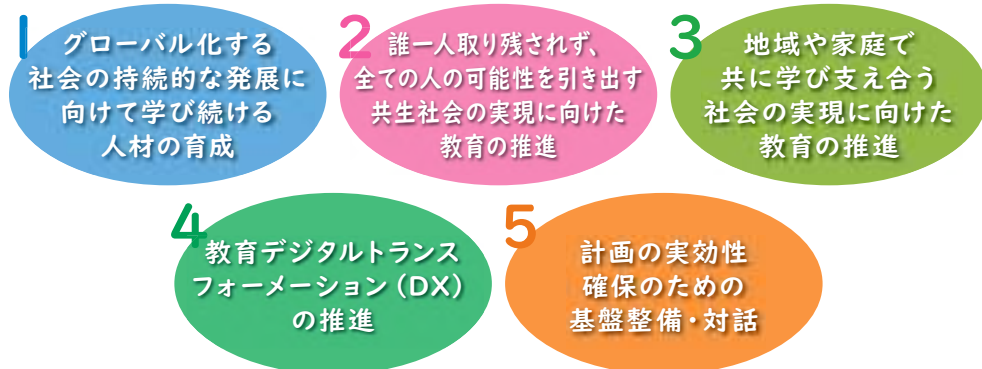 1
グローバル化する
社会の持続的な発展に
向けて学び続ける
人材の育成
2
誰一人取り残されず、
全ての人の可能性を引き出す
共生社会の実現に向けた
教育の推進
3
地域や家庭で
共に学び支え合う
社会の実現に向けた
教育の推進
4
教育デジタルトランス
フォーメーション（DX）
の推進
5
計画の実効性
確保のための
基盤整備・対話